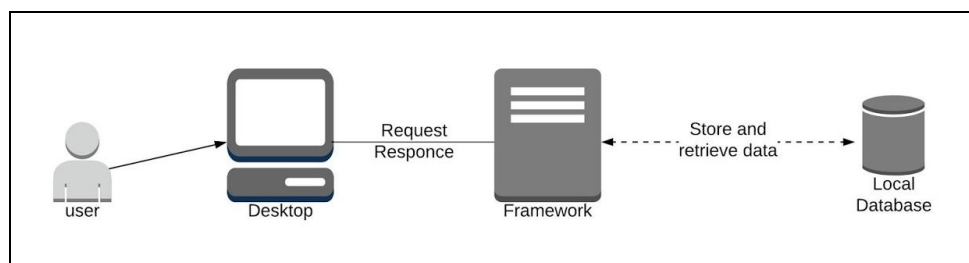 user
Desktop
Request
Responce
Framework
Store and
retrieve data
Local
Database